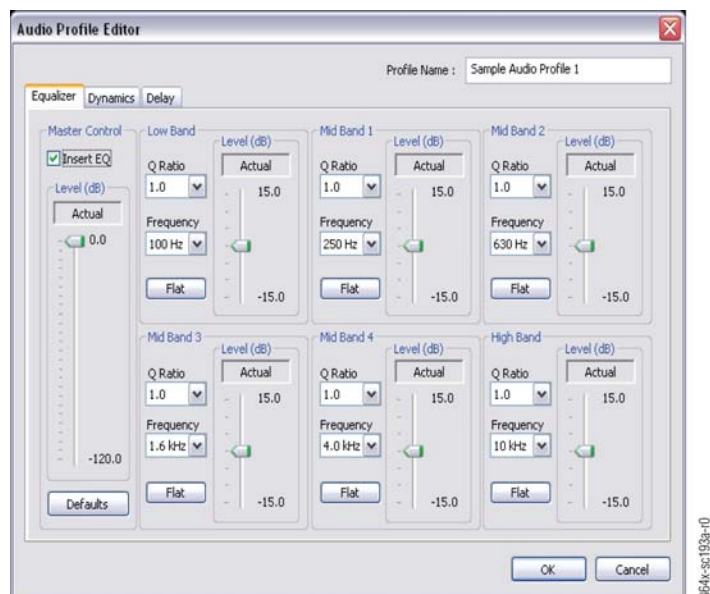 Audio Profile Editor
Profile Name : Sample Audio Profile 1
Equalizer Dynamics Delay
Master Control
Insert EQ
Level (dB)
Actual
0.0
-120.0
Defaults
Low Band
Level (dB)
Q Ratio Actual
1.0 15.0
Frequency
100 Hz
Flat -15.0
Mid Band 1
Level (dB)
Q Ratio Actual
1.0 15.0
Frequency
250 Hz
Flat -15.0
Mid Band 2
Level (dB)
Q Ratio Actual
1.0 15.0
Frequency
630 Hz
Flat -15.0
Mid Band 3
Level (dB)
Q Ratio Actual
1.0 15.0
Frequency
1.6 kHz
Flat -15.0
Mid Band 4
Level (dB)
Q Ratio Actual
1.0 15.0
Frequency
4.0 kHz
Flat -15.0
High Band
Level (dB)
Q Ratio Actual
1.0 15.0
Frequency
10 kHz
Flat -15.0
OK Cancel